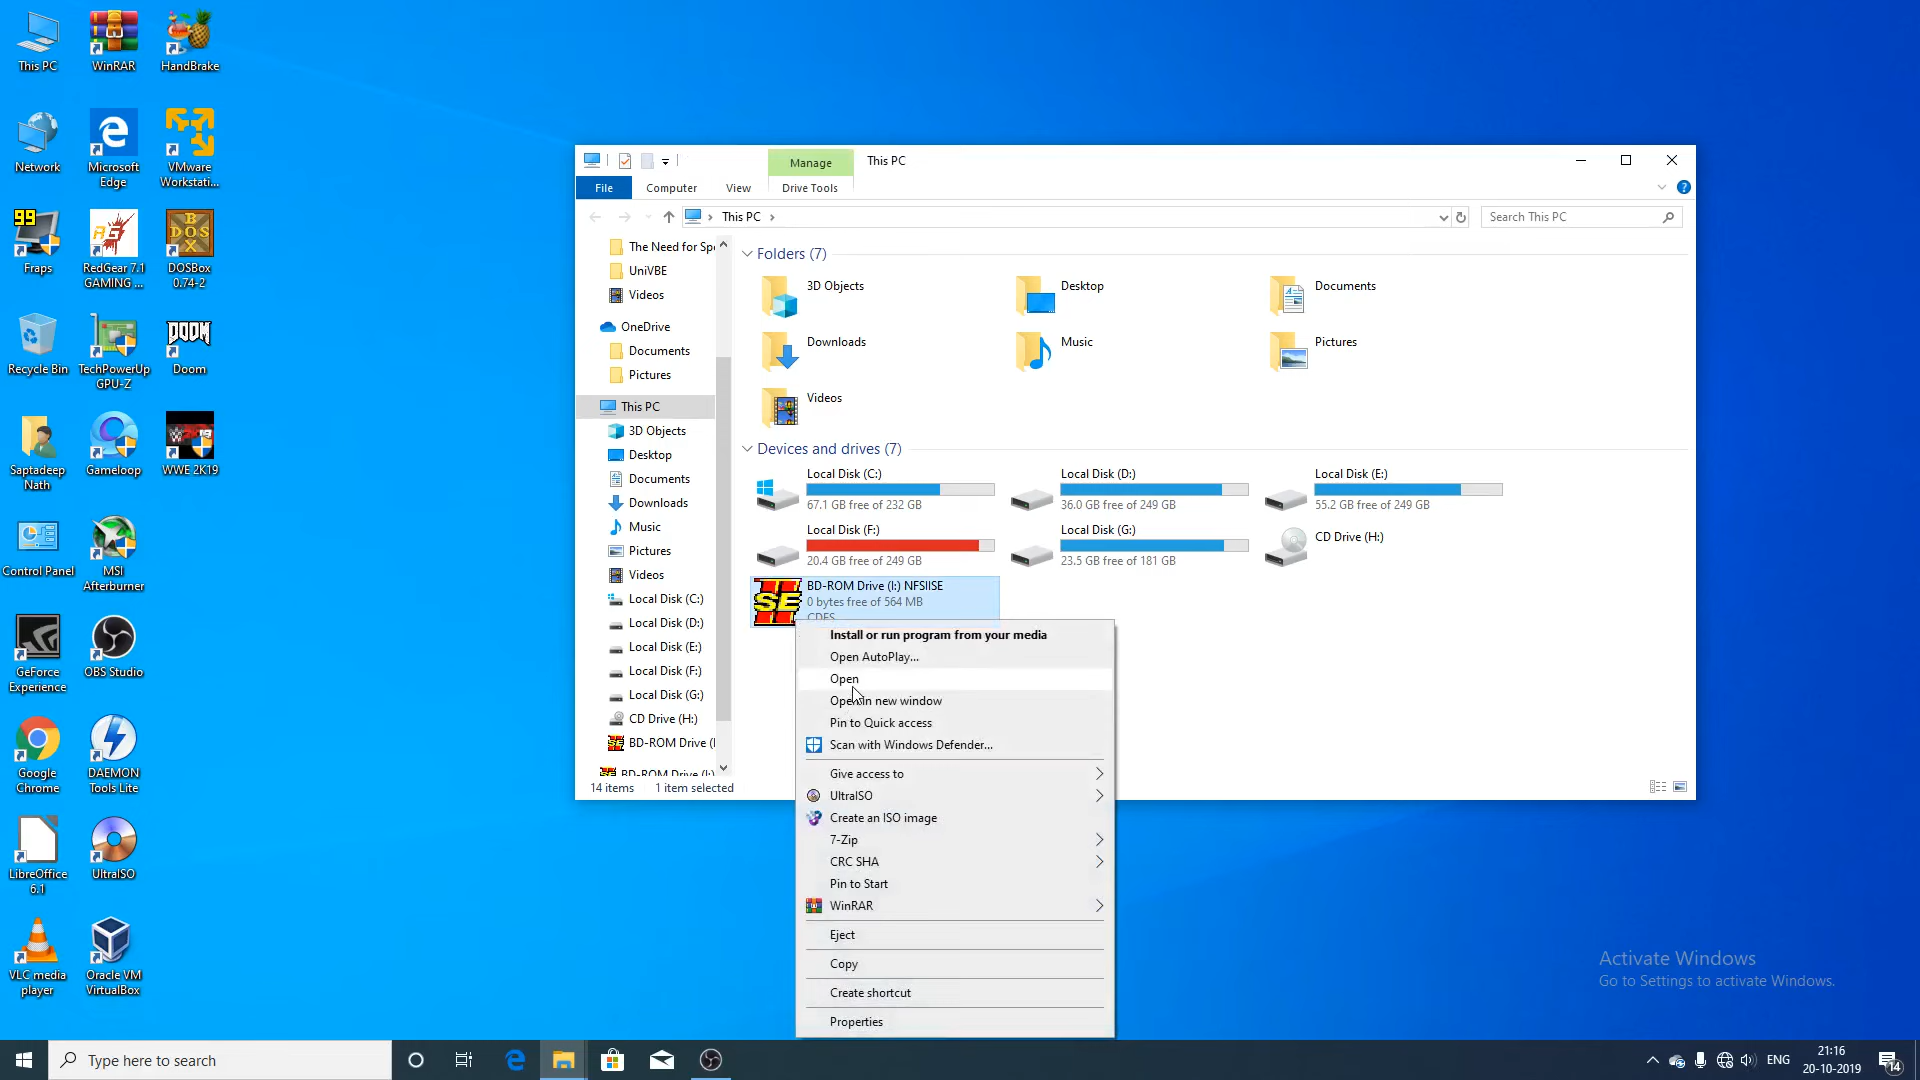 This PC
WinRAR
HandBrake
Network
Microsoft
Edge
VMware
Workstati...
99
Fraps
RedGear 7.1
GAMING ...
DOSBox
0.74-2
Recycle Bin
TechPowerUp
GPU-Z
DOOM
Doom
Saptadeep
Nath
Gameloop
WWE 2K19
Control Panel
MSI
Afterburner
GeForce
Experience
OBS Studio
Google
Chrome
DAEMON
Tools Lite
LibreOffice
6.1
UltraISO
VLC media
player
Oracle VM
VirtualBox
Manage
This PC
File
Computer
View
Drive Tools
This PC
Search This PC
The Need for Spe
UniVBE
Videos
OneDrive
Documents
Pictures
This PC
3D Objects
Desktop
Documents
Downloads
Music
Pictures
Videos
Local Disk (C:)
Local Disk (D:)
Local Disk (E:)
Local Disk (F:)
Local Disk (G:)
CD Drive (H:)
BD-ROM Drive (I
BD-ROM Drive (I:)
Folders (7)
3D Objects
Desktop
Documents
Downloads
Music
Pictures
Videos
Devices and drives (7)
Local Disk (C:)
67.1 GB free of 232 GB
Local Disk (D:)
36.0 GB free of 249 GB
Local Disk (E:)
55.2 GB free of 249 GB
Local Disk (F:)
20.4 GB free of 249 GB
Local Disk (G:)
23.5 GB free of 181 GB
CD Drive (H:)
SE
BD-ROM Drive (I:) NFSIISE
0 bytes free of 564 MB
CDFS
14 items
1 item selected
Install or run program from your media
Open AutoPlay...
Open
Open in new window
Pin to Quick access
Scan with Windows Defender...
Give access to
UltraISO
Create an ISO image
7-Zip
CRC SHA
Pin to Start
WinRAR
Eject
Copy
Create shortcut
Properties
Activate Windows
Go to Settings to activate Windows.
Type here to search
ENG
21:16
20-10-2019
14